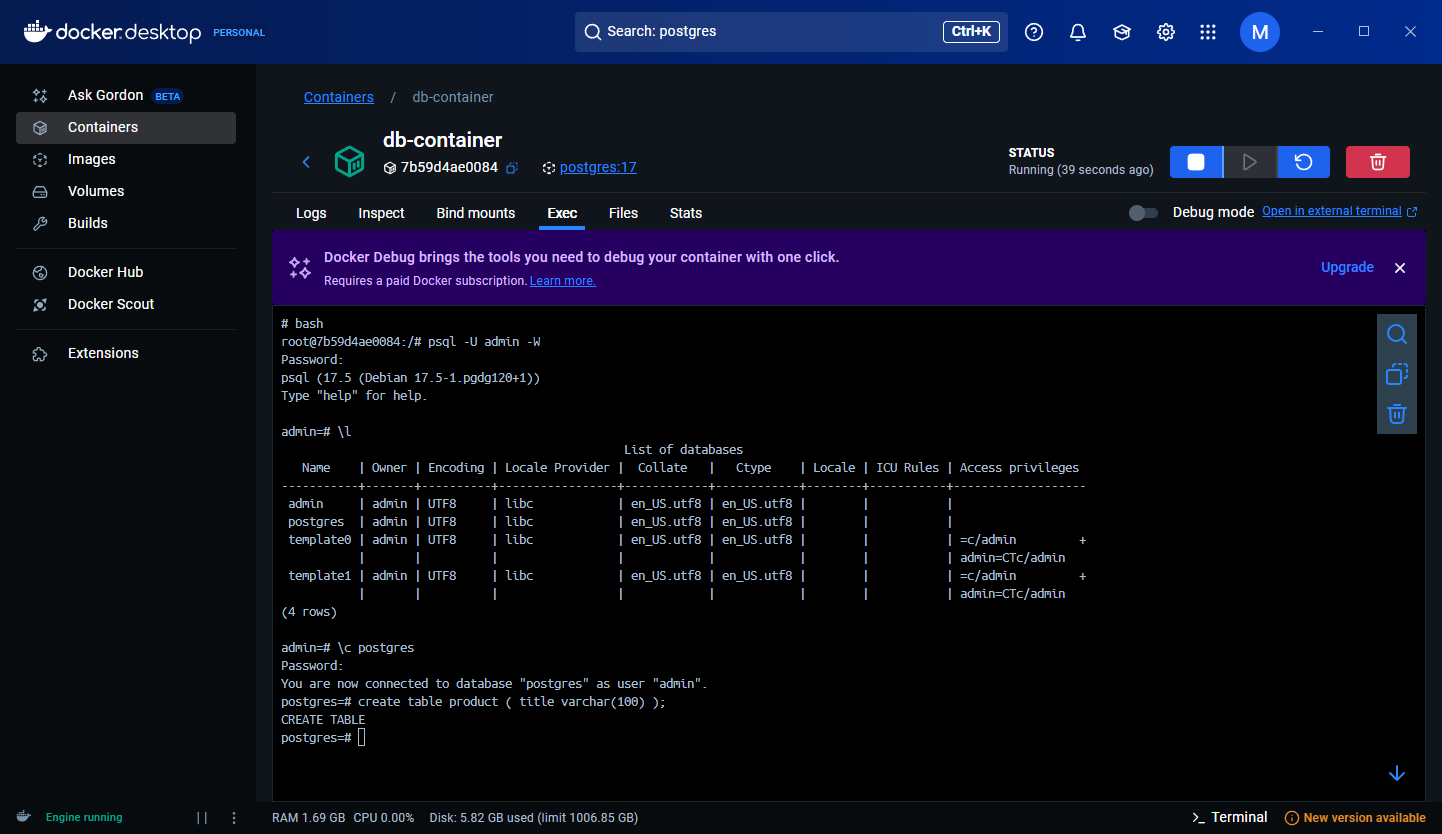 docker.desktop PERSONAL
Search: postgres Ctrl+K
M
Ask Gordon BETA
Containers
Images
Volumes
Builds
Docker Hub
Docker Scout
Extensions
Containers / db-container
db-container
7b59d4ae0084 postgres:17
STATUS
Running (39 seconds ago)
Logs Inspect Bind mounts Exec Files Stats
Debug mode Open in external terminal
Docker Debug brings the tools you need to debug your container with one click.
Requires a paid Docker subscription. Learn more.
Upgrade
# bash
root@7b59d4ae0084:/# psql -U admin -W
Password:
psql (17.5 (Debian 17.5-1.pgdg120+1))
Type "help" for help.
admin=# \l
List of databases
Name | Owner | Encoding | Locale Provider | Collate | Ctype | Locale | ICU Rules | Access privileges
-----------+-------+----------+-----------------+------------+------------+--------+-----------+-------------------
admin | admin | UTF8 | libc | en_US.utf8 | en_US.utf8 | | |
postgres | admin | UTF8 | libc | en_US.utf8 | en_US.utf8 | | |
template0 | admin | UTF8 | libc | en_US.utf8 | en_US.utf8 | | | =c/admin +
| | | | | | | | admin=CTc/admin
template1 | admin | UTF8 | libc | en_US.utf8 | en_US.utf8 | | | =c/admin +
| | | | | | | | admin=CTc/admin
(4 rows)
admin=# \c postgres
Password:
You are now connected to database "postgres" as user "admin".
postgres=# create table product ( title varchar(100) );
CREATE TABLE
postgres=#
Engine running
RAM 1.69 GB CPU 0.00% Disk: 5.82 GB used (limit 1006.85 GB)
Terminal
New version available